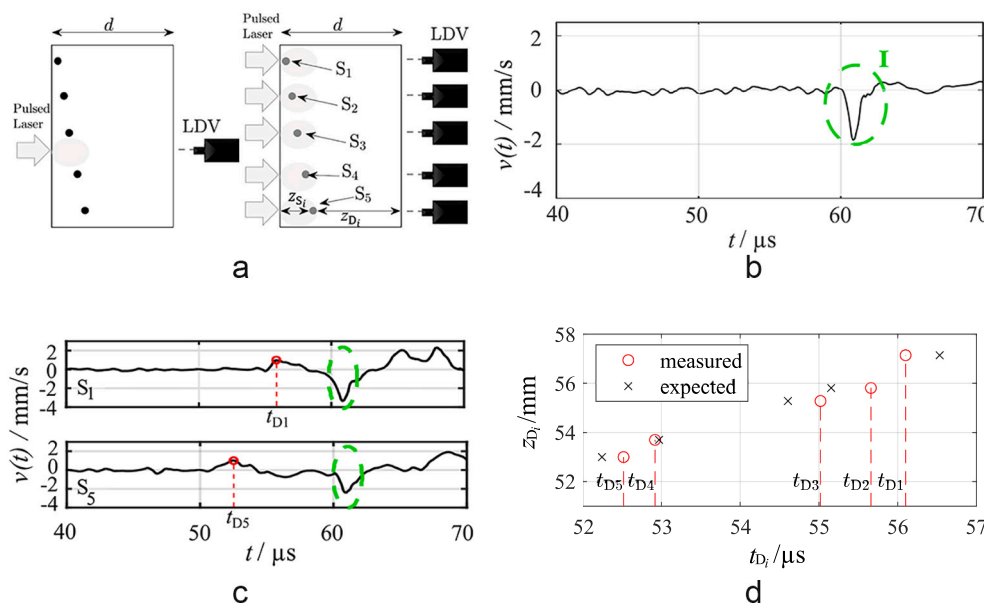 d
Pulsed
Laser
LDV
a
Pulsed
Laser
d
LDV
S1
S2
S3
S4
S5
zSi
zDi
2
0
-2
-4
v(t) / mm/s
I
40
50
60
70
t / μs
b
2
0
-2
-4
S1
tD1
2
0
-2
-4
S5
tD5
v(t) / mm/s
40
50
60
70
t / μs
c
58
56
54
52
zDi/mm
measured
expected
tD5
tD4
tD3
tD2
tD1
52
53
54
55
56
57
tDi/μs
d